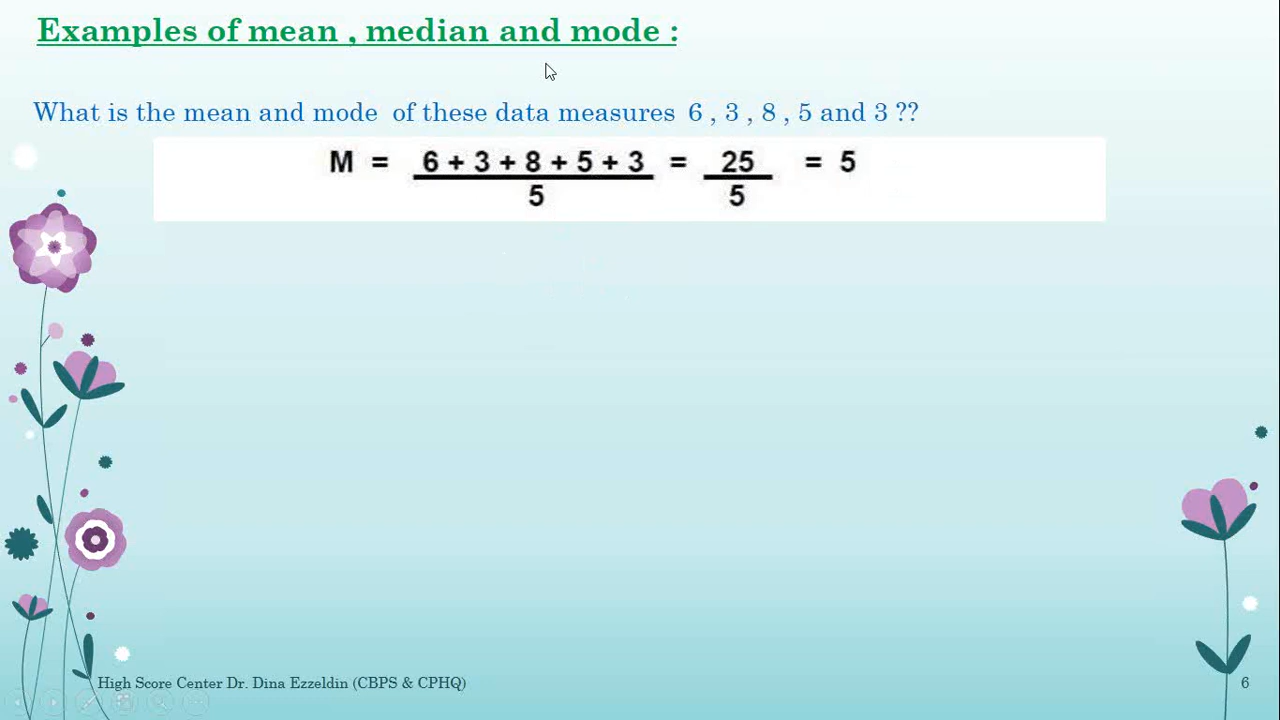 Examples of mean , median and mode :
What is the mean and mode of these data measures 6 , 3 , 8 , 5 and 3 ??
M = 6 + 3 + 8 + 5 + 3 = 25 = 5
5 5
High Score Center Dr. Dina Ezzeldin (CBPS & CPHQ)
6